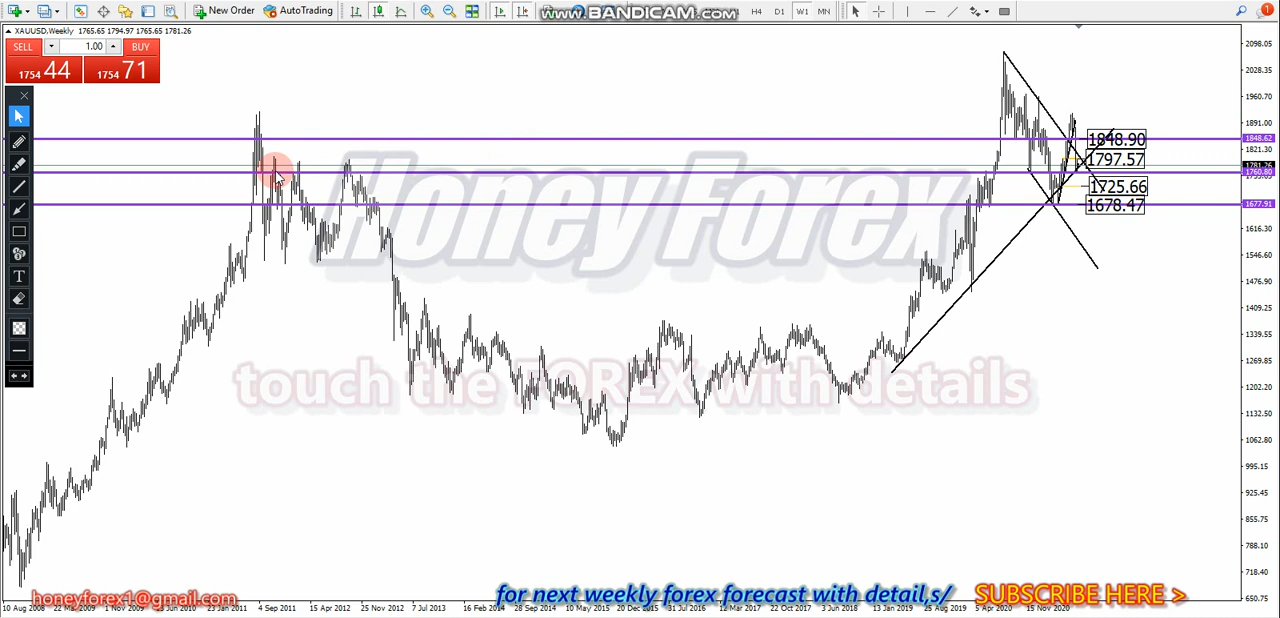 New Order
AutoTrading
WWW.BANDICAM.COM
H4 D1 W1 MN
1
XAUUSD,Weekly 1765.65 1794.97 1765.65 1781.26
SELL 1.00 BUY
1754 44 1754 71
2098.05
2028.35
1960.70
1891.00
1848.62
1821.30
1781.26
1760.80
1677.91
1616.30
1546.60
1476.90
1409.25
1339.55
1269.85
1202.20
1132.50
1062.80
995.15
925.45
855.75
788.10
718.40
650.75
1848.90
1797.57
1725.66
1678.47
Honey Forex
touch the FOREX with details
T
honeyforex1@gmail.com
for next weekly forex forecast with detail,s/
SUBSCRIBE HERE >
10 Aug 2008 22 Mar 2009 1 Nov 2009 23 Jan 2011 4 Sep 2011 15 Apr 2012 25 Nov 2012 7 Jul 2013 16 Feb 2014 28 Sep 2014 10 May 2015 20 Dec 2015 31 Jul 2016 12 Mar 2017 22 Oct 2017 3 Jun 2018 13 Jan 2019 25 Aug 2019 5 Apr 2020 15 Nov 2020